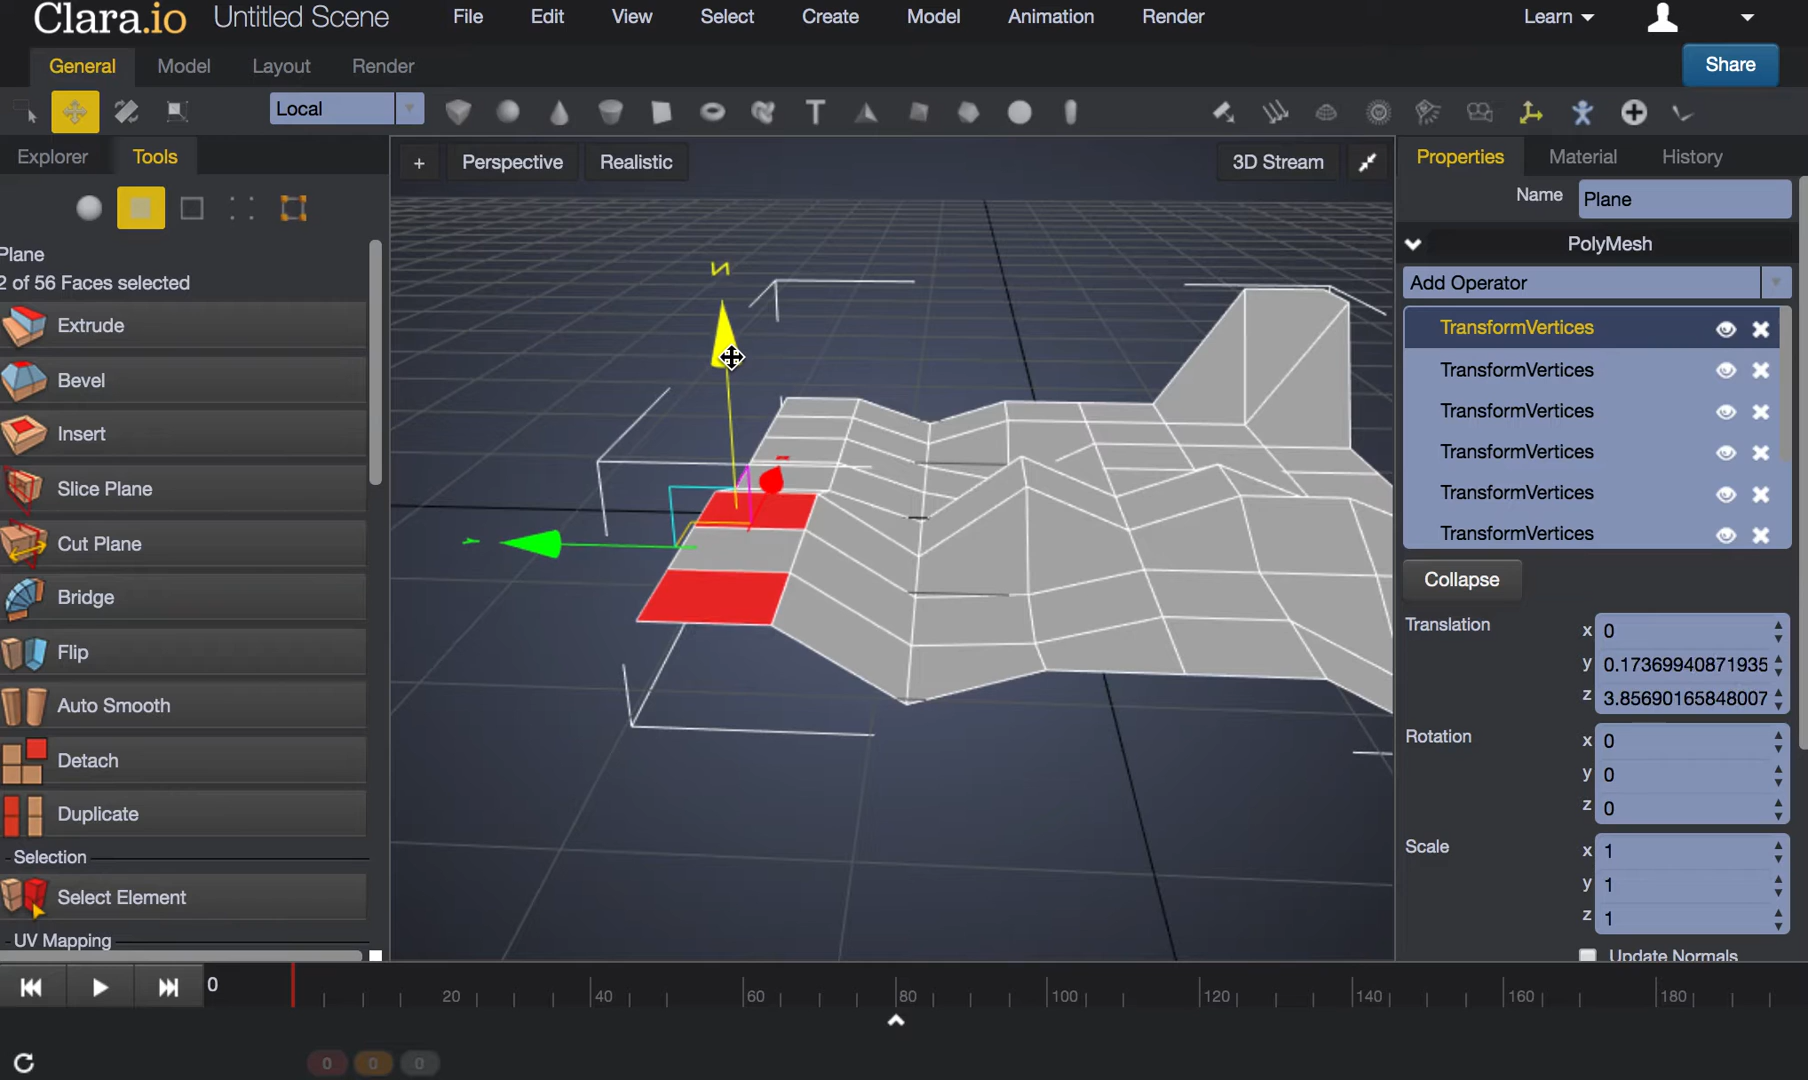 Clara.io Untitled Scene File Edit View Select Create Model Animation Render Learn
General Model Layout Render Share
Local
Explorer Tools
+ Perspective Realistic 3D Stream
Properties Material History
Name Plane
PolyMesh
Add Operator
TransformVertices
TransformVertices
TransformVertices
TransformVertices
TransformVertices
TransformVertices
Collapse
Translation x 0
y 0.17369940871935
z 3.85690165848007
Rotation x 0
y 0
z 0
Scale x 1
y 1
z 1
Update Normals
Plane
2 of 56 Faces selected
Extrude
Bevel
Insert
Slice Plane
Cut Plane
Bridge
Flip
Auto Smooth
Detach
Duplicate
Selection
Select Element
UV Mapping
0 20 40 60 80 100 120 140 160 180
0 0 0